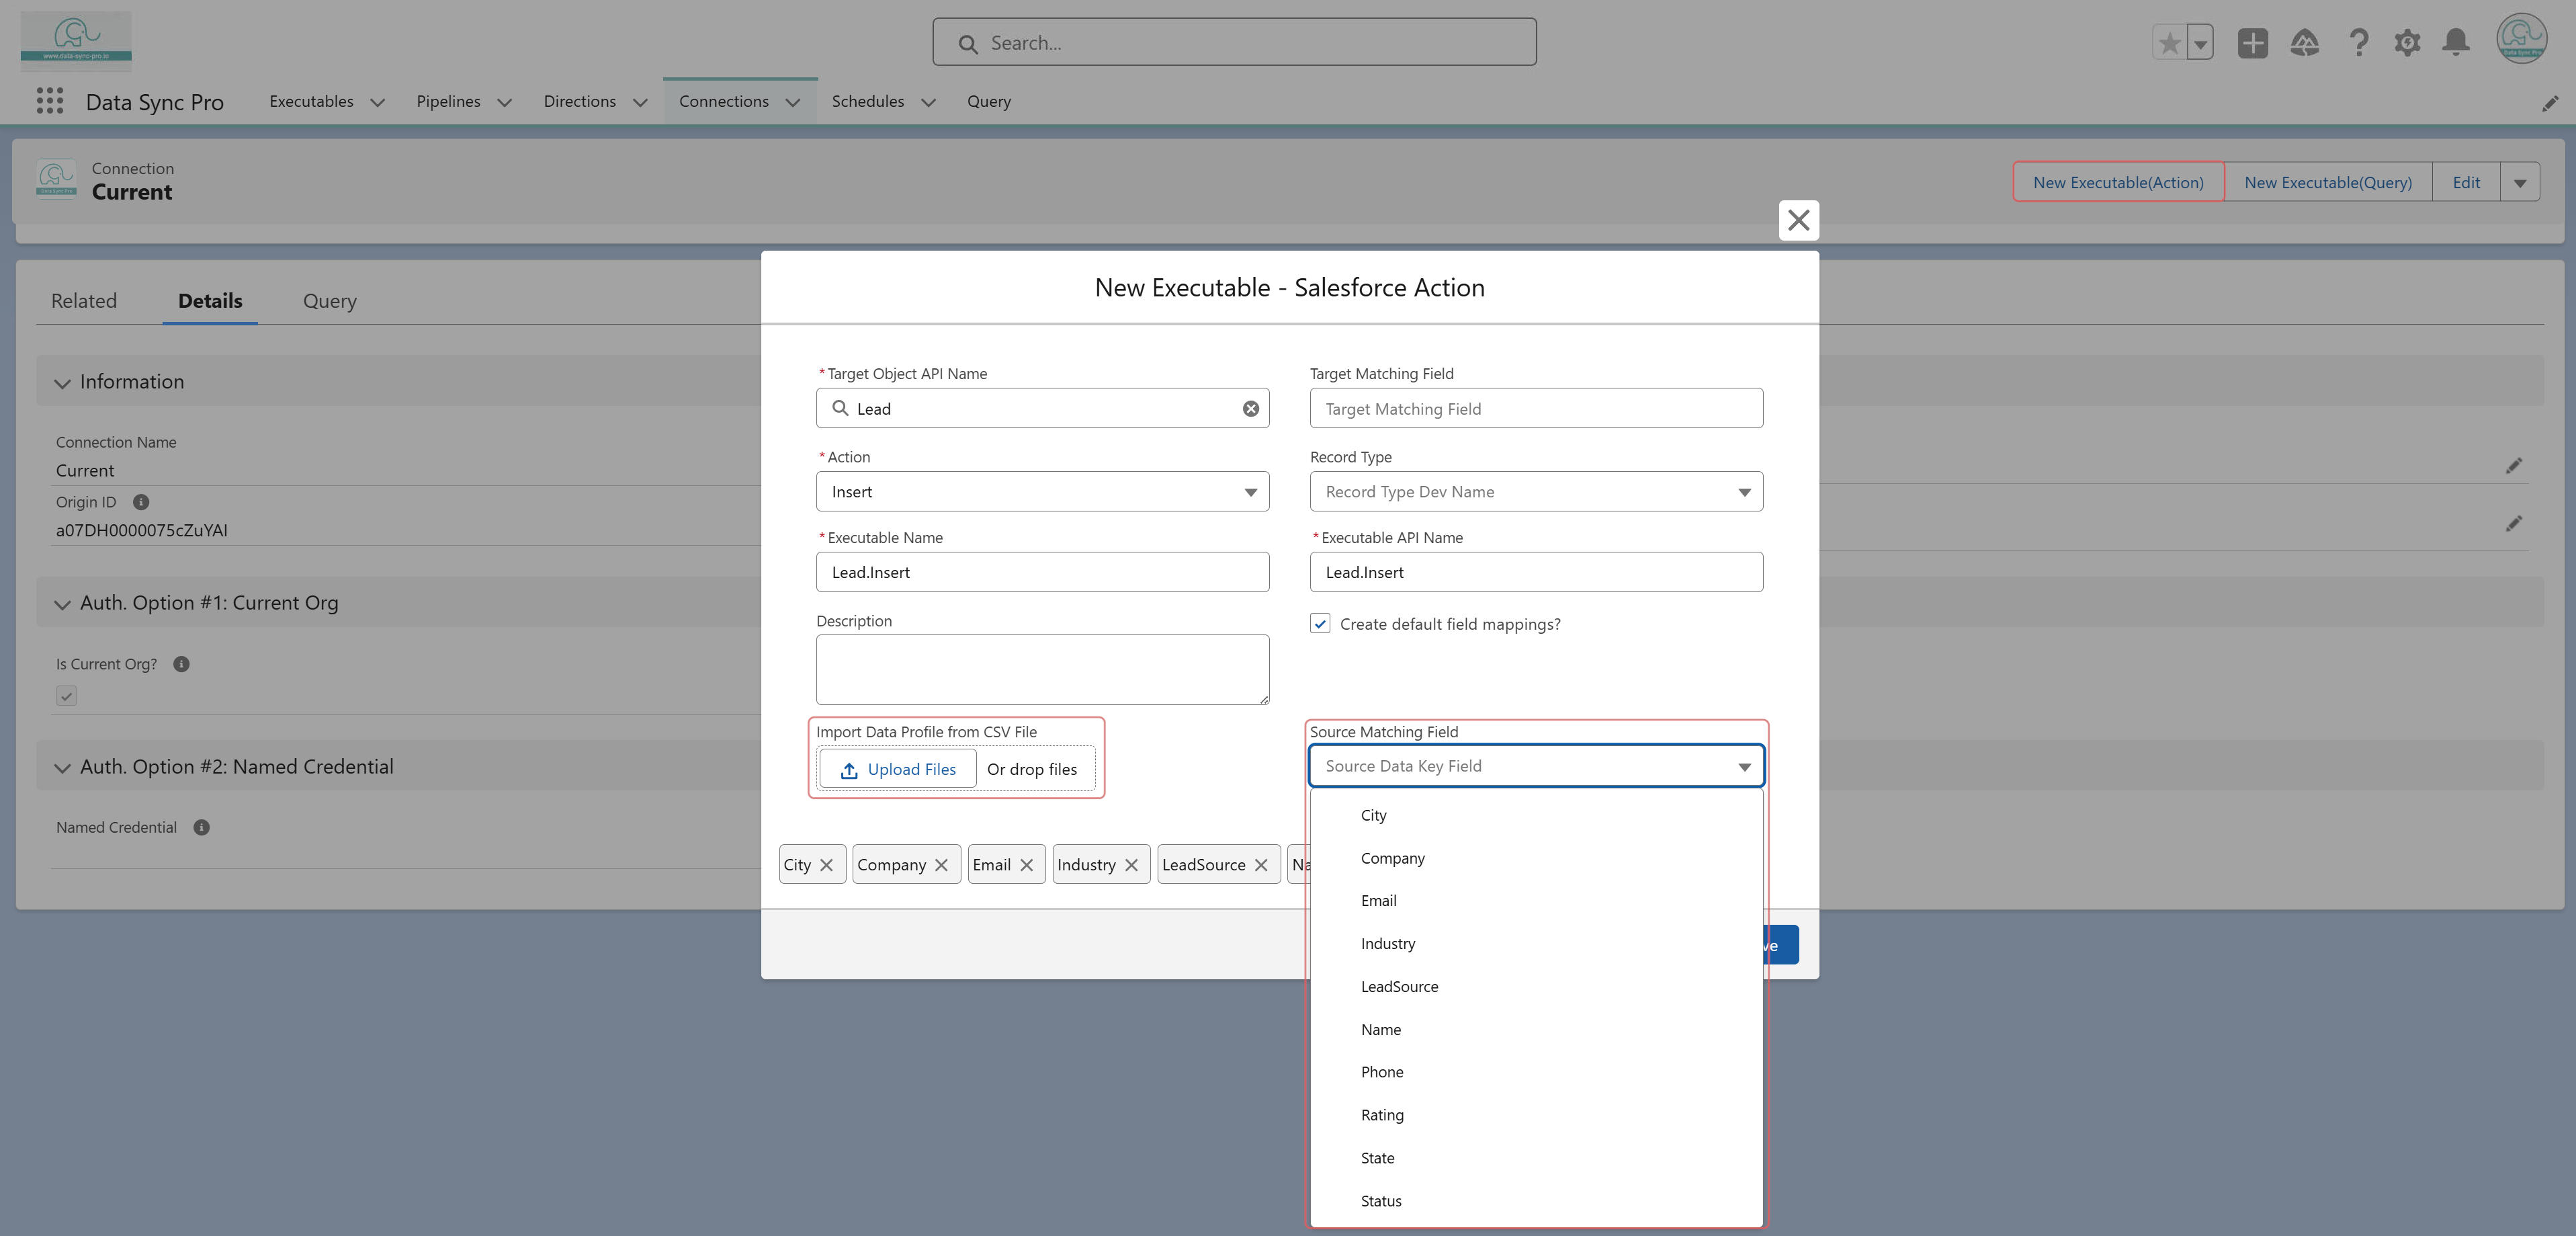 www.data-sync-pro.io
Search...
Data Sync Pro
Executables
Pipelines
Directions
Connections
Schedules
Query
Connection
Current
New Executable(Action)
New Executable(Query)
Edit
Related
Details
Query
Information
Connection Name
Current
Origin ID
a07DH0000075cZuYAI
Auth. Option #1: Current Org
Is Current Org?
Auth. Option #2: Named Credential
Named Credential
New Executable - Salesforce Action
*Target Object API Name
Lead
Target Matching Field
Target Matching Field
*Action
Insert
Record Type
Record Type Dev Name
*Executable Name
Lead.Insert
*Executable API Name
Lead.Insert
Description
Create default field mappings?
Import Data Profile from CSV File
Upload Files
Or drop files
Source Matching Field
Source Data Key Field
City
Company
Email
Industry
LeadSource
Na
City
Company
Email
Industry
LeadSource
Name
Phone
Rating
State
Status
ve